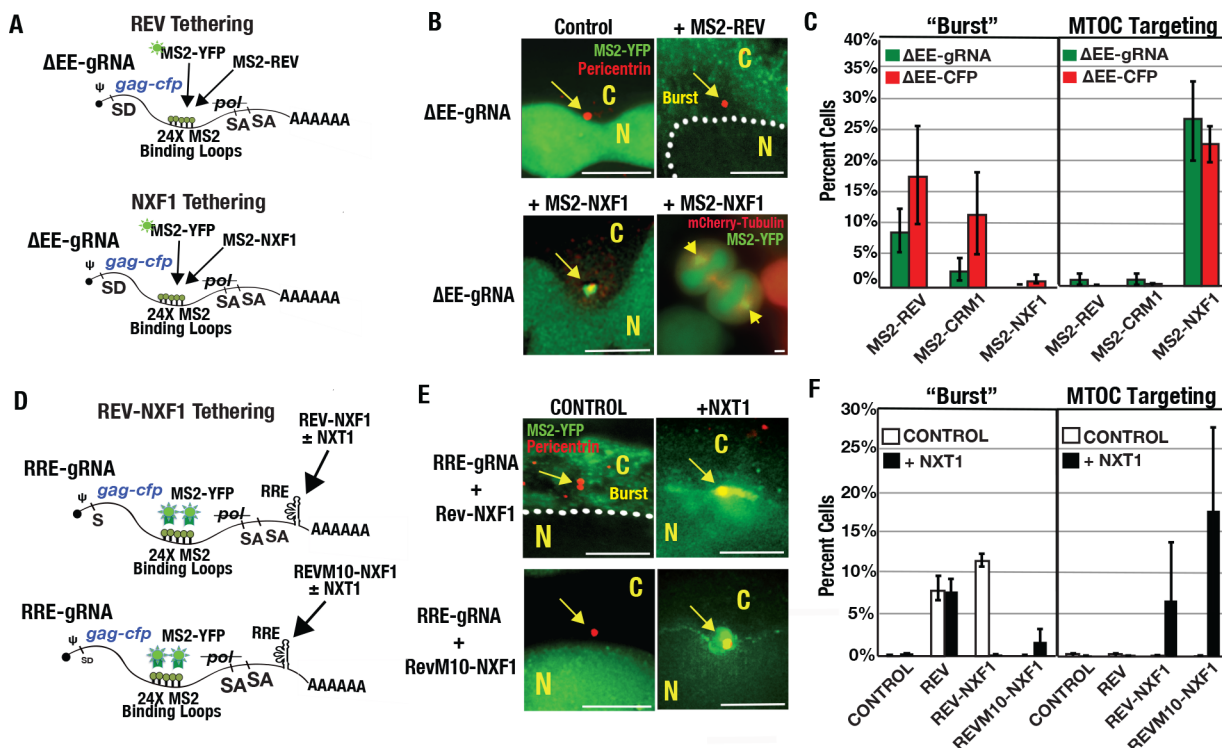 A
REV Tethering
MS2-YFP
ΔEE-gRNA
MS2-REV
gag-cfp
ψ
SD
pol
SA SA
AAAAAA
24X MS2
Binding Loops
NXF1 Tethering
MS2-YFP
ΔEE-gRNA
MS2-NXF1
gag-cfp
ψ
SD
pol
SA SA
AAAAAA
24X MS2
Binding Loops
B
Control
+ MS2-REV
ΔEE-gRNA
MS2-YFP
Pericentrin
C
N
C
Burst
N
+ MS2-NXF1
+ MS2-NXF1
ΔEE-gRNA
C
N
mCherry-Tubulin
MS2-YFP
C
"Burst"
MTOC Targeting
Percent Cells
40%
35%
30%
25%
20%
15%
10%
5%
0%
ΔEE-gRNA
ΔEE-CFP
ΔEE-gRNA
ΔEE-CFP
MS2-REV
MS2-CRM1
MS2-NXF1
MS2-REV
MS2-CRM1
MS2-NXF1
D
REV-NXF1 Tethering
REV-NXF1
± NXT1
RRE-gRNA
gag-cfp
MS2-YFP
RRE
ψ
S
pol
SA SA
AAAAAA
24X MS2
Binding Loops
REVM10-NXF1
± NXT1
RRE-gRNA
gag-cfp
MS2-YFP
RRE
ψ
SD
pol
SA SA
AAAAAA
24X MS2
Binding Loops
E
CONTROL
+NXT1
RRE-gRNA
+
Rev-NXF1
MS2-YFP
Pericentrin
C
Burst
N
C
N
RRE-gRNA
+
RevM10-NXF1
C
N
C
N
F
"Burst"
MTOC Targeting
Percent Cells
30%
25%
20%
15%
10%
5%
0%
CONTROL
+ NXT1
CONTROL
+ NXT1
CONTROL
REV
REV-NXF1
REVM10-NXF1
CONTROL
REV
REV-NXF1
REVM10-NXF1